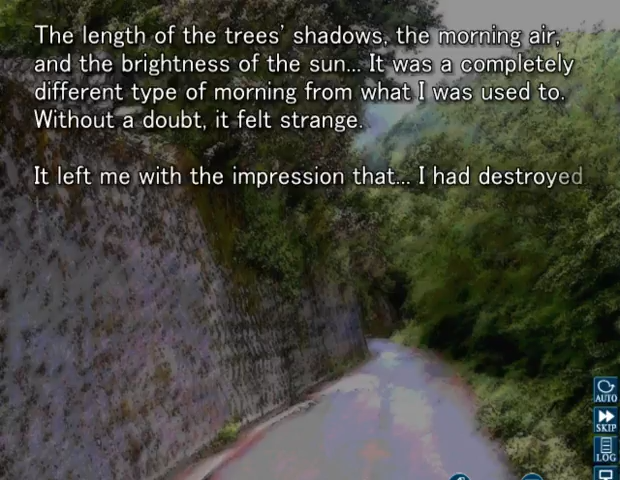 The length of the trees' shadows, the morning air,
and the brightness of the sun... It was a completely
different type of morning from what I was used to.
Without a doubt, it felt strange.
It left me with the impression that... I had destroyed
AUTO
SKIP
LOG